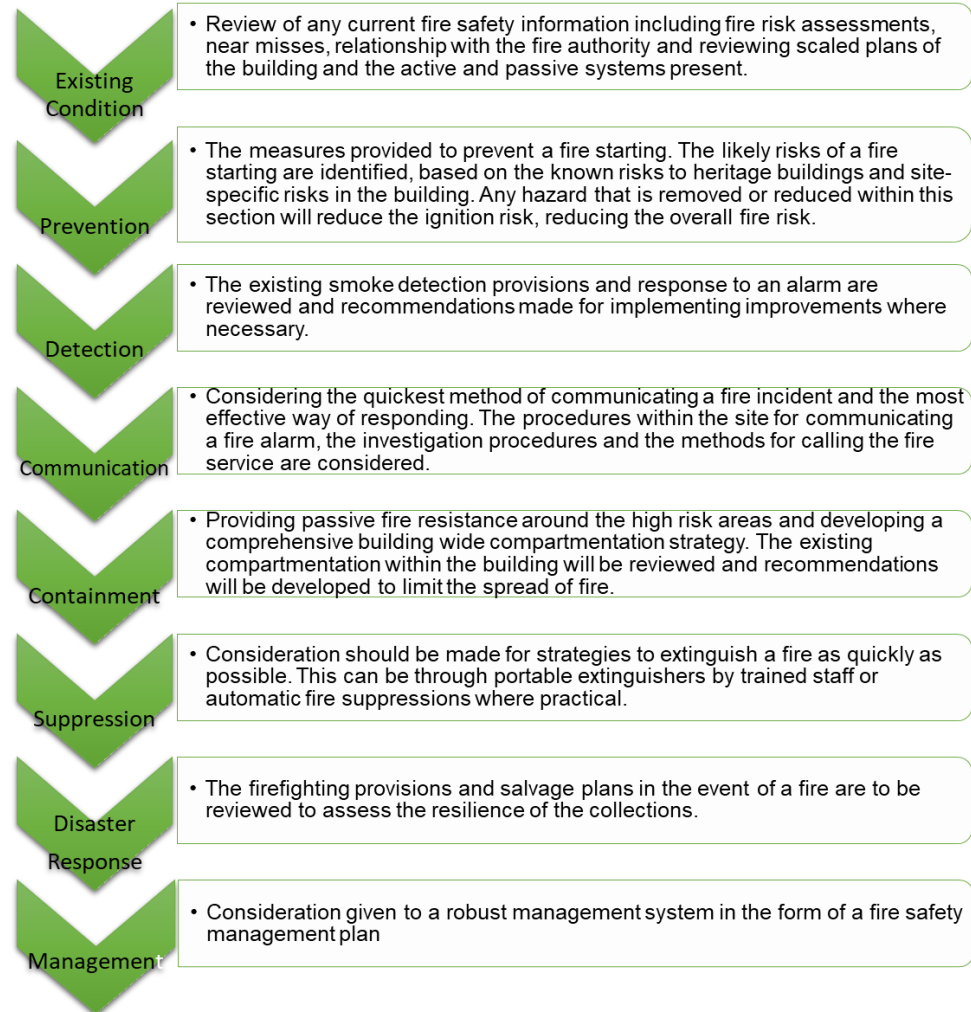 Existing
Condition
• Review of any current fire safety information including fire risk assessments,
near misses, relationship with the fire authority and reviewing scaled plans of
the building and the active and passive systems present.
Prevention
• The measures provided to prevent a fire starting. The likely risks of a fire
starting are identified, based on the known risks to heritage buildings and site-
specific risks in the building. Any hazard that is removed or reduced within this
section will reduce the ignition risk, reducing the overall fire risk.
Detection
• The existing smoke detection provisions and response to an alarm are
reviewed and recommendations made for implementing improvements where
necessary.
Communication
• Considering the quickest method of communicating a fire incident and the most
effective way of responding. The procedures within the site for communicating
a fire alarm, the investigation procedures and the methods for calling the fire
service are considered.
Containment
• Providing passive fire resistance around the high risk areas and developing a
comprehensive building wide compartmentation strategy. The existing
compartmentation within the building will be reviewed and recommendations
will be developed to limit the spread of fire.
Suppression
• Consideration should be made for strategies to extinguish a fire as quickly as
possible. This can be through portable extinguishers by trained staff or
automatic fire suppressions where practical.
Disaster
Response
• The firefighting provisions and salvage plans in the event of a fire are to be
reviewed to assess the resilience of the collections.
Management
• Consideration given to a robust management system in the form of a fire safety
management plan